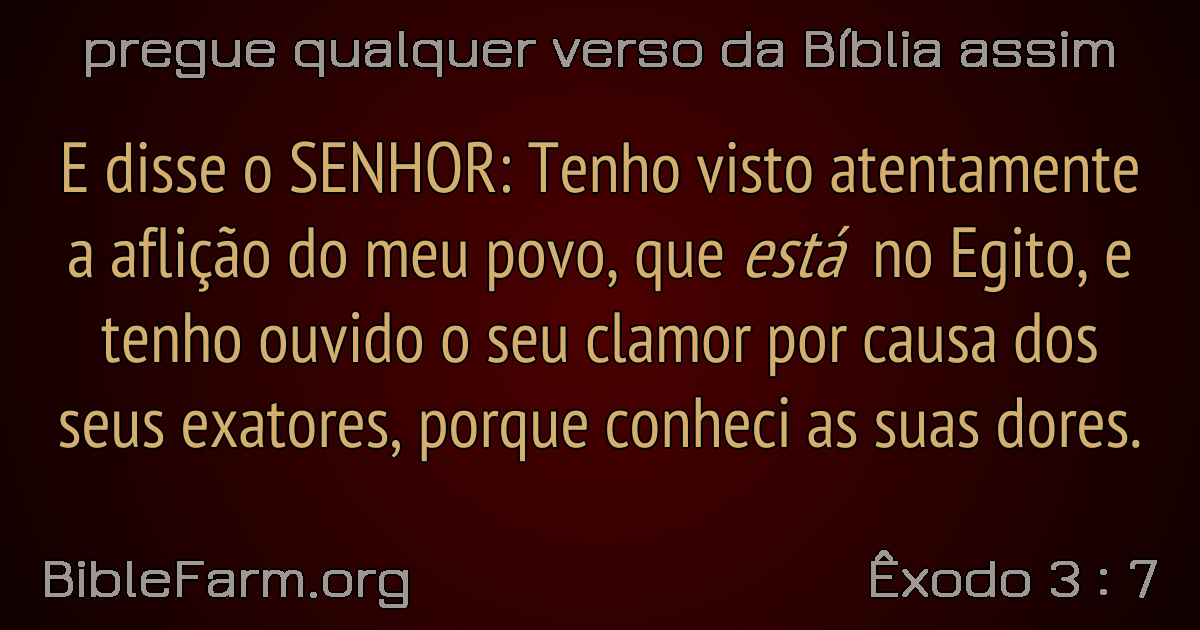 pregue qualquer verso da Bíblia assim
E disse o SENHOR: Tenho visto atentamente
a aflição do meu povo, que está no Egito, e
tenho ouvido o seu clamor por causa dos
seus exatores, porque conheci as suas dores.
BibleFarm.org
Êxodo 3 : 7